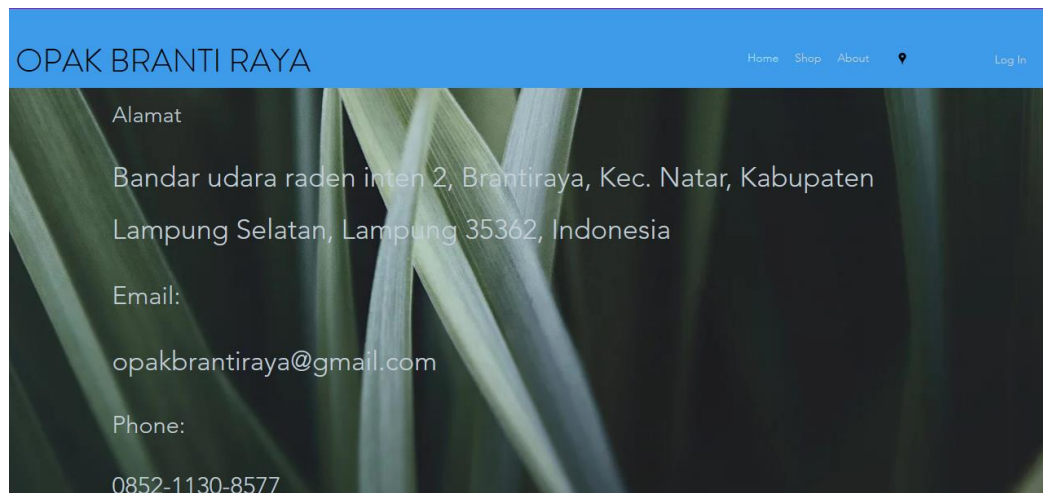 OPAK BRANTI RAYA
Home Shop About
Log In
Alamat
Bandar udara raden inten 2, Brantiraya, Kec. Natar, Kabupaten
Lampung Selatan, Lampung 35362, Indonesia
Email:
opakbrantiraya@gmail.com
Phone:
0852-1130-8577